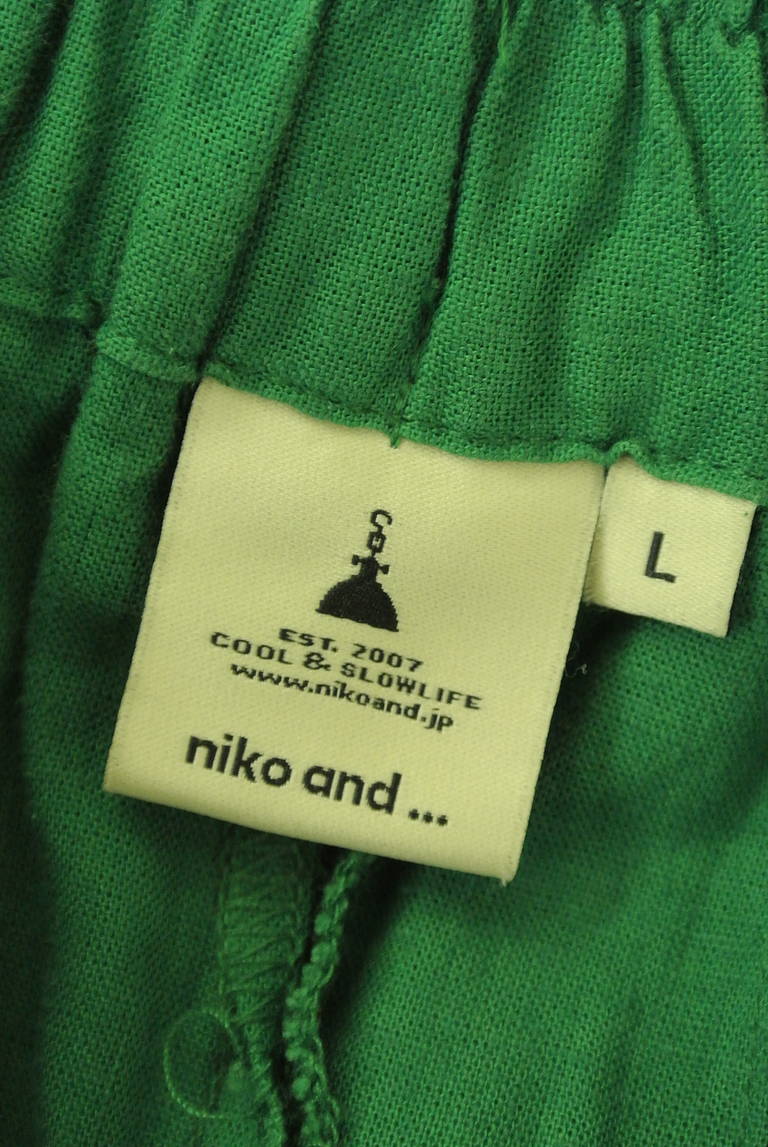 EST. 2007
COOL & SLOWLIFE
www.nikoand.jp
niko and ...
L